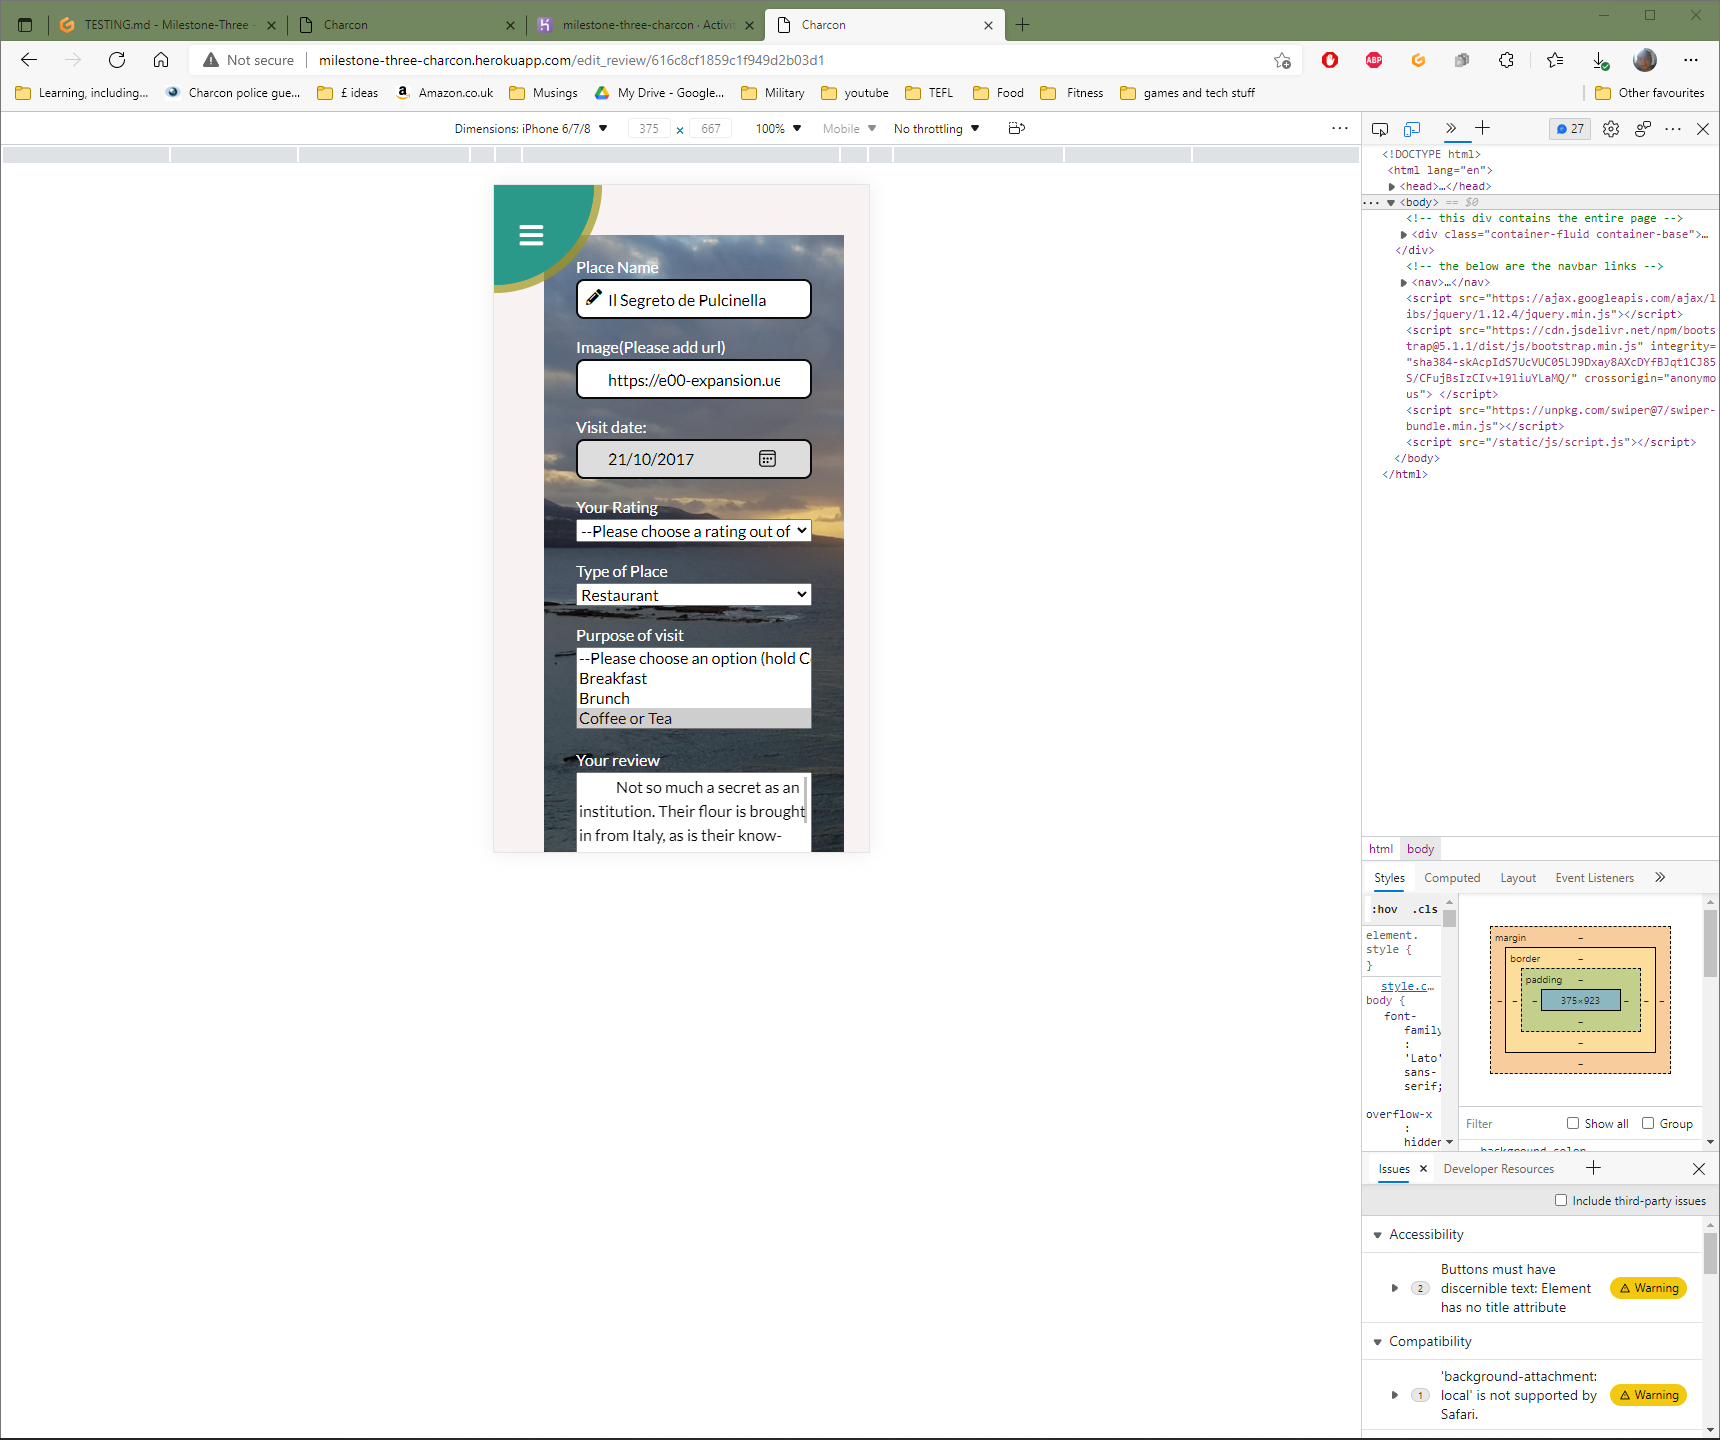 TESTING.md - Milestone-Three -
Charcon
milestone-three-charcon · Activit
Charcon
Not secure
milestone-three-charcon.herokuapp.com/edit_review/616c8cf1859c1f949d2b03d1
ABP
Learning, including...
Charcon police gue...
£ ideas
Amazon.co.uk
Musings
My Drive - Google...
Military
youtube
TEFL
Food
Fitness
games and tech stuff
Other favourites
Dimensions: iPhone 6/7/8 ▼
375 × 667
100% ▼
Mobile ▼
No throttling ▼
27
Place Name
Il Segreto de Pulcinella
Image(Please add url)
https://e00-expansion.ue
Visit date:
21/10/2017
Your Rating
--Please choose a rating out of
Type of Place
Restaurant
Purpose of visit
--Please choose an option (hold C
Breakfast
Brunch
Coffee or Tea
Your review
Not so much a secret as an
institution. Their flour is brought
in from Italy, as is their know-
<!DOCTYPE html>
<html lang="en">
<head>…</head>
<body> == $0
<!-- this div contains the entire page -->
<div class="container-fluid container-base">…
</div>
<!-- the below are the navbar links -->
<nav>…</nav>
<script src="https://ajax.googleapis.com/ajax/l
ibs/jquery/1.12.4/jquery.min.js"></script>
<script src="https://cdn.jsdelivr.net/npm/boots
trap@5.1.1/dist/js/bootstrap.min.js" integrity=
"sha384-skAcpIdS7UcVUC05LJ9Dxay8AXcDYfBJqt1CJ85
S/CFujBsIzCIv+l9liuYLaMQ/" crossorigin="anonymo
us"> </script>
<script src="https://unpkg.com/swiper@7/swiper-
bundle.min.js"></script>
<script src="/static/js/script.js"></script>
</body>
</html>
html body
Styles Computed Layout Event Listeners
:hov .cls
element.
style {
}
style.c…
body {
font-
family
:
'Lato'
sans-
serif;
overflow-x
:
hidden
margin
border
padding
375×923
Filter
Show all
Group
Issues
Developer Resources
Include third-party issues
Accessibility
2
Buttons must have
discernible text: Element
has no title attribute
Warning
Compatibility
1
'background-attachment:
local' is not supported by
Safari.
Warning